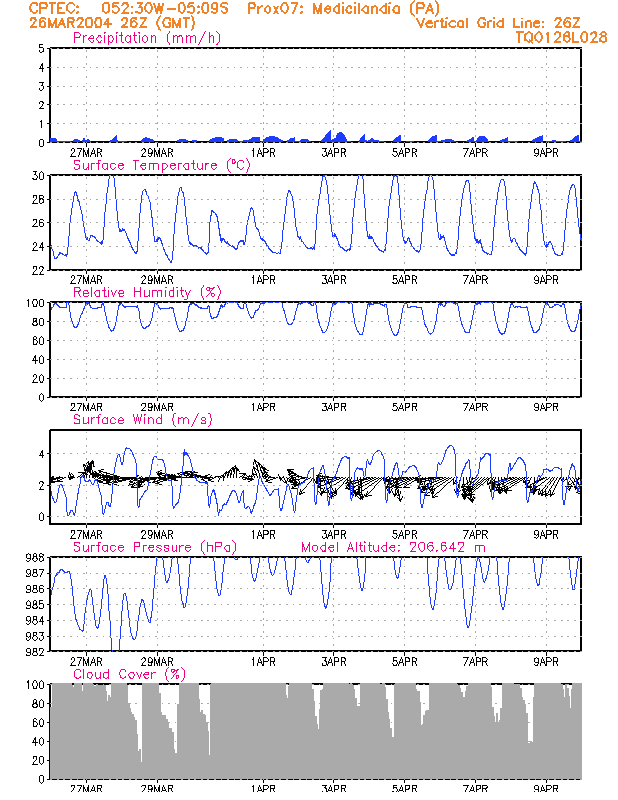 CPTEC: 052:30W-05:09S Prox07: Medicilandia (PA)
26MAR2004 26Z (GMT) Vertical Grid Line: 26Z
Precipitation (mm/h) TQ0126L028
5
4
3
2
1
0
27MAR 29MAR 1APR 3APR 5APR 7APR 9APR
Surface Temperature (°C)
30
28
26
24
22
27MAR 29MAR 1APR 3APR 5APR 7APR 9APR
Relative Humidity (%)
100
80
60
40
20
0
27MAR 29MAR 1APR 3APR 5APR 7APR 9APR
Surface Wind (m/s)
4
2
0
27MAR 29MAR 1APR 3APR 5APR 7APR 9APR
Surface Pressure (hPa) Model Altitude: 206.642 m
988
987
986
985
984
983
982
27MAR 29MAR 1APR 3APR 5APR 7APR 9APR
Cloud Cover (%)
100
80
60
40
20
0
27MAR 29MAR 1APR 3APR 5APR 7APR 9APR